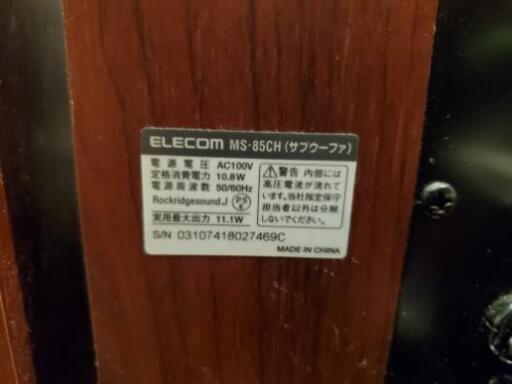 ELECOM MS-85CH(サブウーファ)
電源電圧 AC100V
定格消費電力 10.8W
電源周波数 50/60Hz
Rockridgesound.J PSE
実用最大出力 11.1W
S/N 03107418027469C
⚠警告 内部には
高圧電流が流れて
います。当社指定保守
担当者以外は分解
しないでください。
MADE IN CHINA